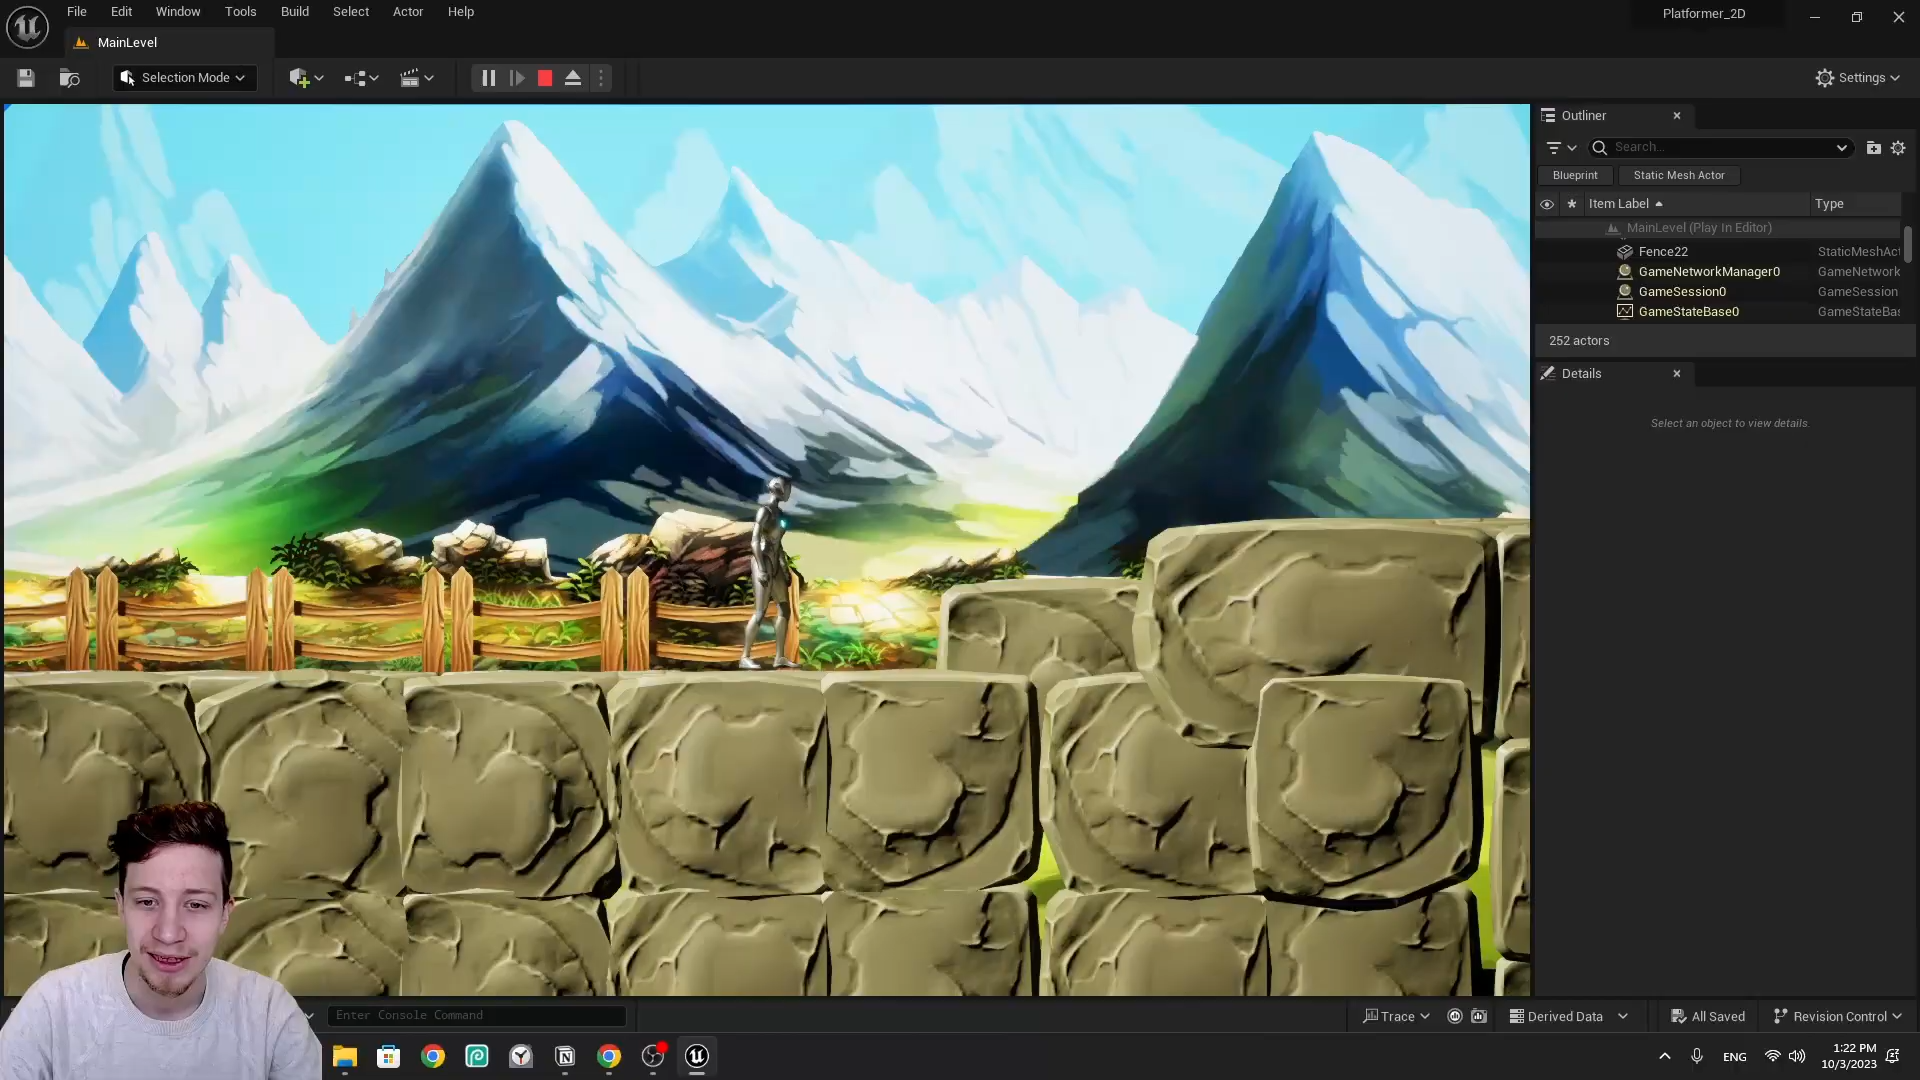 File Edit Window Tools Build Select Actor Help
Platformer_2D
MainLevel
Selection Mode
Settings
Outliner
Search...
Blueprint Static Mesh Actor
Item Label Type
MainLevel (Play In Editor)
Fence22 StaticMeshAct
GameNetworkManager0 GameNetwork
GameSession0 GameSession
GameStateBase0 GameStateBas
252 actors
Details
Select an object to view details.
Enter Console Command
Trace
Derived Data
All Saved
Revision Control
ENG
1:22 PM
10/3/2023